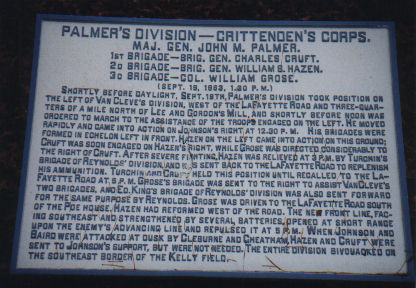 PALMER'S DIVISION — CRITTENDEN'S CORPS.
MAJ. GEN. JOHN M. PALMER.
1ST BRIGADE—BRIG. GEN. CHARLES CRUFT.
2D BRIGADE—BRIG. GEN. WILLIAM B. HAZEN.
3D BRIGADE—COL. WILLIAM GROSE.
(SEPT. 19, 1863, 1.30 P. M.)
SHORTLY BEFORE DAYLIGHT, SEPT. 19TH, PALMER'S DIVISION TOOK POSITION ON
THE LEFT OF VAN CLEVE'S DIVISION, WEST OF THE LAFAYETTE ROAD AND THREE-QUAR-
TERS OF A MILE NORTH OF LEE AND GORDON'S MILL, AND SHORTLY BEFORE NOON WAS
ORDERED TO MARCH TO THE ASSISTANCE OF THE TROOPS ENGAGED ON THE LEFT. HE MOVED
RAPIDLY AND CAME INTO ACTION ON JOHNSON'S RIGHT AT 12.30 P. M. HIS BRIGADES WERE
FORMED IN ECHELON LEFT IN FRONT. HAZEN ON THE LEFT CAME INTO ACTION ON THIS GROUND;
CRUFT WAS SOON ENGAGED ON HAZEN'S RIGHT, WHILE GROSE WAS DIRECTED CONSIDERABLY TO
THE RIGHT OF CRUFT. AFTER SEVERE FIGHTING, HAZEN WAS RELIEVED AT 3 P.M. BY TURCHIN'S
BRIGADE OF REYNOLDS' DIVISION, AND IS SENT BACK TO THE LAFAYETTE ROAD TO REPLENISH
HIS AMMUNITION. TURCHIN AND CRUFT HELD THIS POSITION UNTIL RECALLED TO THE LA-
FAYETTE ROAD AT 5 P.M. GROSE'S BRIGADE WAS SENT TO THE RIGHT TO ASSIST VAN CLEVE'S
TWO BRIGADES, AND ED. KING'S BRIGADE OF REYNOLDS' DIVISION WAS ALSO SENT FORWARD
FOR THE SAME PURPOSE BY REYNOLDS. GROSE WAS DRIVEN TO THE LAFAYETTE ROAD SOUTH
OF THE POE HOUSE. HAZEN HAD REFORMED WEST OF THE ROAD. THE NEW FRONT LINE, FAC-
ING SOUTHEAST AND STRENGTHENED BY SEVERAL BATTERIES, OPENED AT SHORT RANGE
UPON THE ENEMY'S ADVANCING LINE AND REPULSED IT AT 5 P.M. WHEN JOHNSON AND
BAIRD WERE ATTACKED AT DUSK BY CLEBURNE AND CHEATHAM, HAZEN AND CRUFT WERE
SENT TO JOHNSON'S SUPPORT, BUT WERE NOT NEEDED. THE ENTIRE DIVISION BIVOUACKED ON
THE SOUTHEAST BORDER OF THE KELLY FIELD.